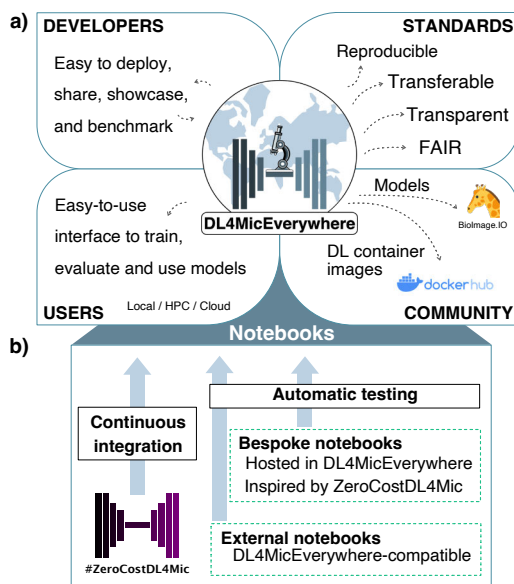 a)
DEVELOPERS
Easy to deploy,
share, showcase,
and benchmark
STANDARDS
Reproducible
Transferable
Transparent
FAIR
DL4MicEverywhere
Easy-to-use
interface to train,
evaluate and use models
Local / HPC / Cloud
USERS
Models
BioImage.IO
DL container
images
dockerhub
COMMUNITY
Notebooks
b)
Automatic testing
Continuous
integration
Bespoke notebooks
Hosted in DL4MicEverywhere
Inspired by ZeroCostDL4Mic
External notebooks
DL4MicEverywhere-compatible
#ZeroCostDL4Mic